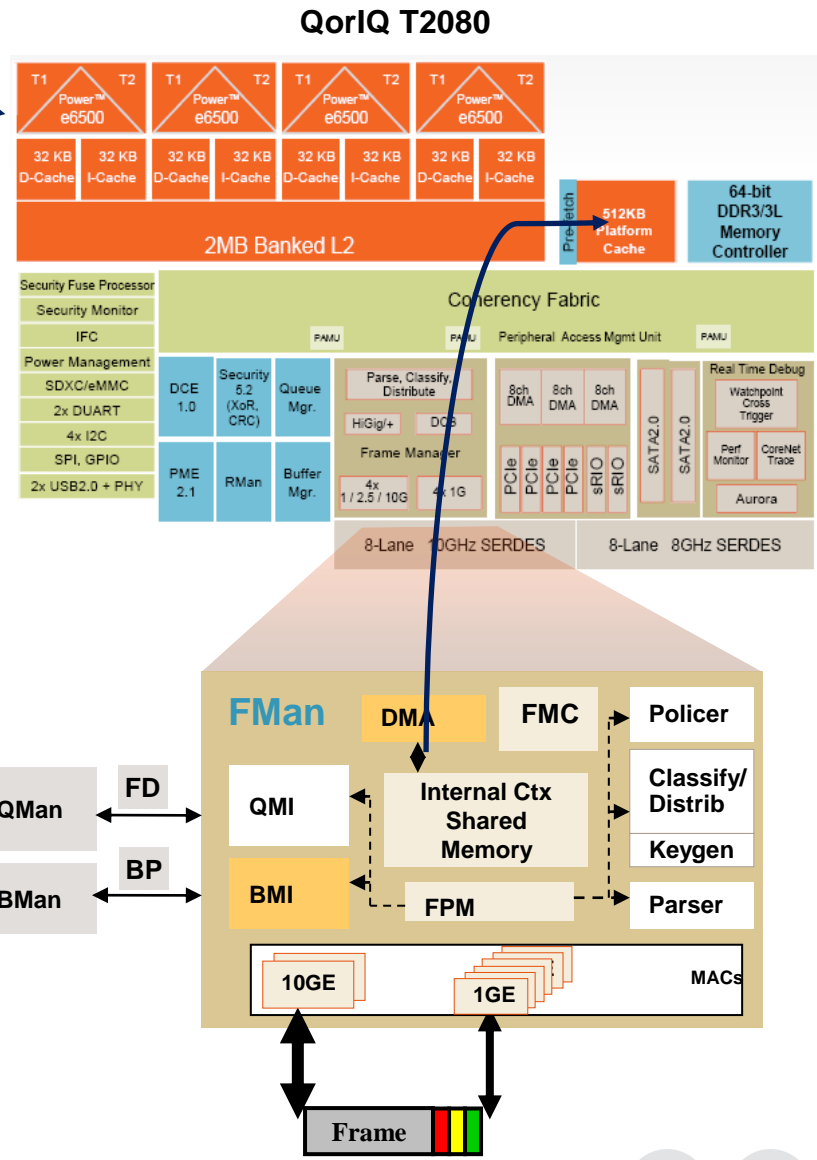 QorIQ T2080
T1 T2 T1 T2 T1 T2 T1 T2
Power™ Power™ Power™ Power™
e6500 e6500 e6500 e6500
32 KB 32 KB 32 KB 32 KB 32 KB 32 KB 32 KB 32 KB
D-Cache I-Cache D-Cache I-Cache D-Cache I-Cache D-Cache I-Cache
2MB Banked L2
Pre-fetch
512KB
Platform
Cache
64-bit
DDR3/3L
Memory
Controller
Security Fuse Processor
Security Monitor
IFC
Power Management
SDXC/eMMC
2x DUART
4x I2C
SPI, GPIO
2x USB2.0 + PHY
Coherency Fabric
PAMU PAMU Peripheral Access Mgmt Unit PAMU PAMU
DCE
1.0
Security
5.2
(XoR,
CRC)
Queue
Mgr.
PME
2.1
RMan
Buffer
Mgr.
Parse, Classify,
Distribute
HiGig/+ DCB
Frame Manager
4x
1 / 2.5 / 10G
4x 1G
8ch
DMA
8ch
DMA
8ch
DMA
PCIe
PCIe
PCIe
PCIe
sRIO
sRIO
SATA2.0
SATA2.0
Real Time Debug
Watchpoint
Cross
Trigger
Perf
Monitor
CoreNet
Trace
Aurora
8-Lane 10GHz SERDES
8-Lane 8GHz SERDES
FMan
DMA
FMC
Policer
QMan
FD
QMI
Internal Ctx
Shared
Memory
Classify/
Distrib
Keygen
BMan
BP
BMI
FPM
Parser
10GE
1GE
MACs
Frame